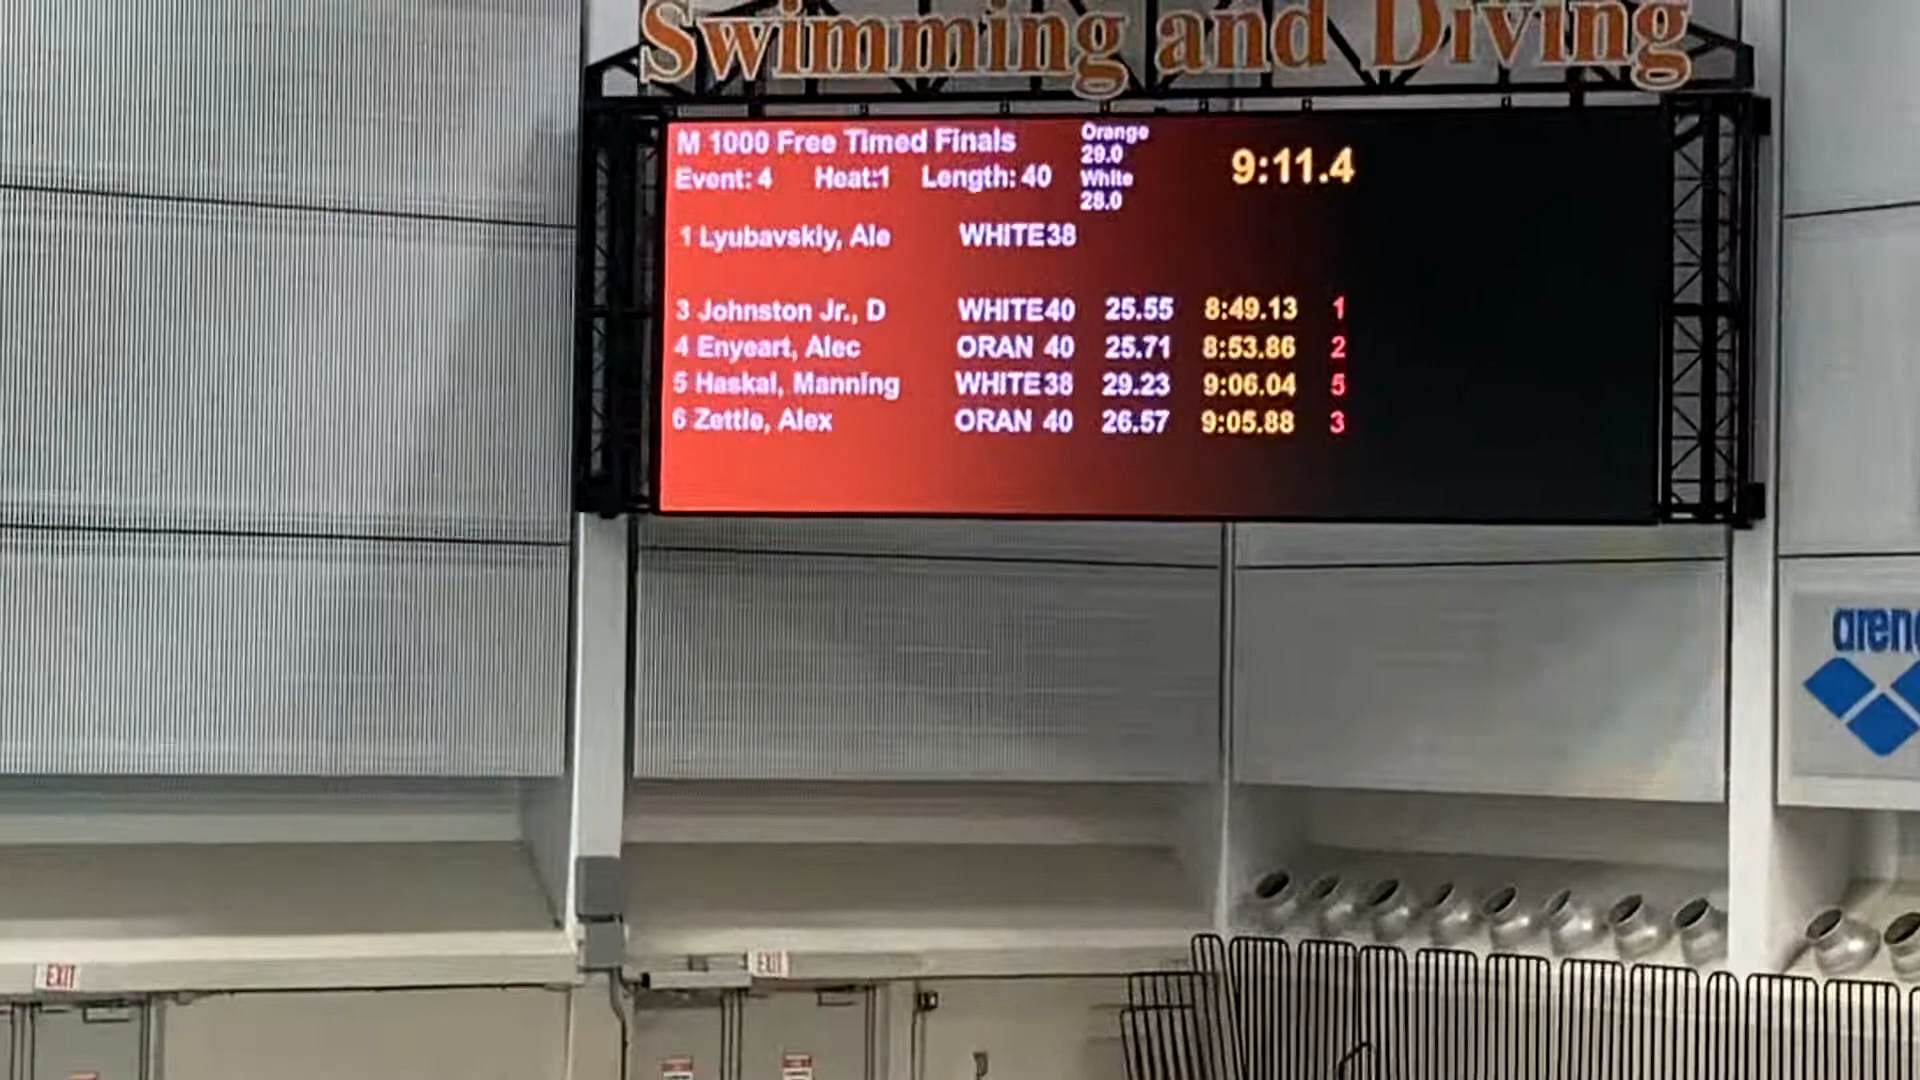 Swimming and Diving
M 1000 Free Timed Finals
Event: 4 Heat:1 Length: 40
Orange
29.0
White
28.0
9:11.4
1 Lyubavskiy, Ale WHITE38
3 Johnston Jr., D WHITE40 25.55 8:49.13 1
4 Enyeart, Alec ORAN 40 25.71 8:53.86 2
5 Haskal, Manning WHITE38 29.23 9:06.04 5
6 Zettle, Alex ORAN 40 26.57 9:05.88 3
aren
EXIT
EXIT